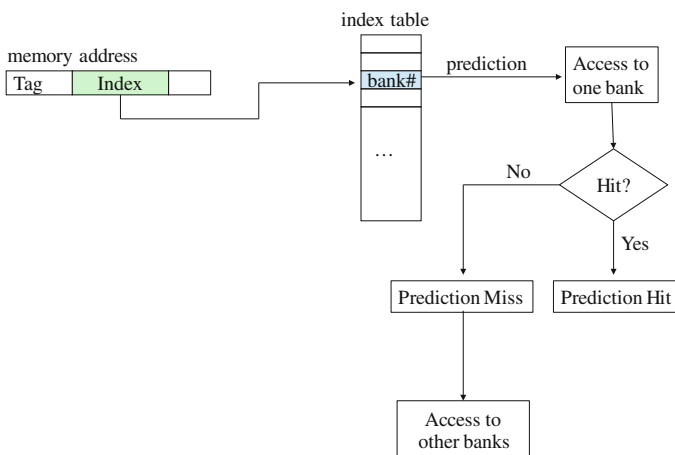 index table
memory address
Tag
Index
bank#
prediction
Access to
one bank
...
No
Hit?
Yes
Prediction Miss
Prediction Hit
Access to
other banks